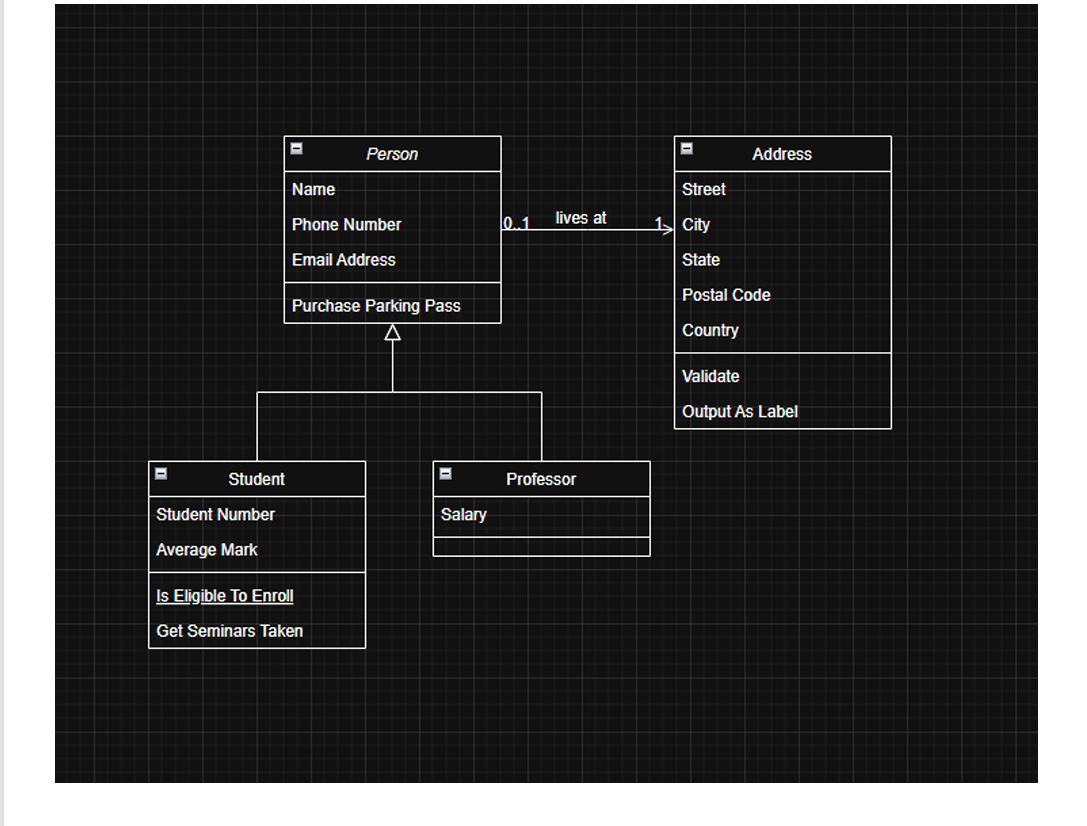 Person
Name
Phone Number
Email Address
Purchase Parking Pass
0..1
lives at
1
Address
Street
City
State
Postal Code
Country
Validate
Output As Label
Student
Student Number
Average Mark
Is Eligible To Enroll
Get Seminars Taken
Professor
Salary